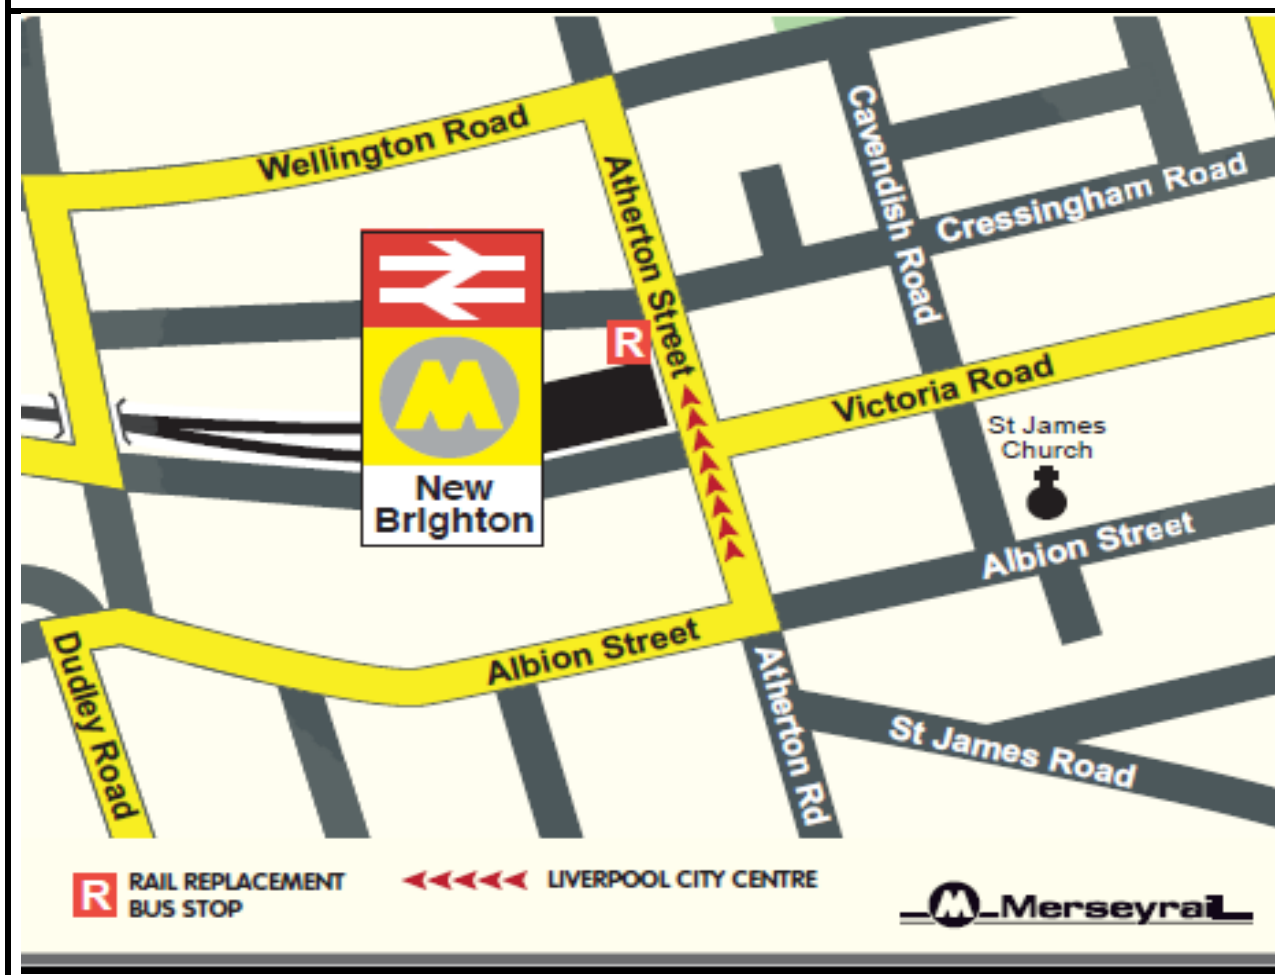 Wellington Road
Atherton Street
Cavendish Road
Cressingham Road
R
Victoria Road
St James
Church
New
Brighton
Albion Street
Albion Street
Dudley Road
Atherton Rd
St James Road
R
RAIL REPLACEMENT
BUS STOP
LIVERPOOL CITY CENTRE
Merseyrail